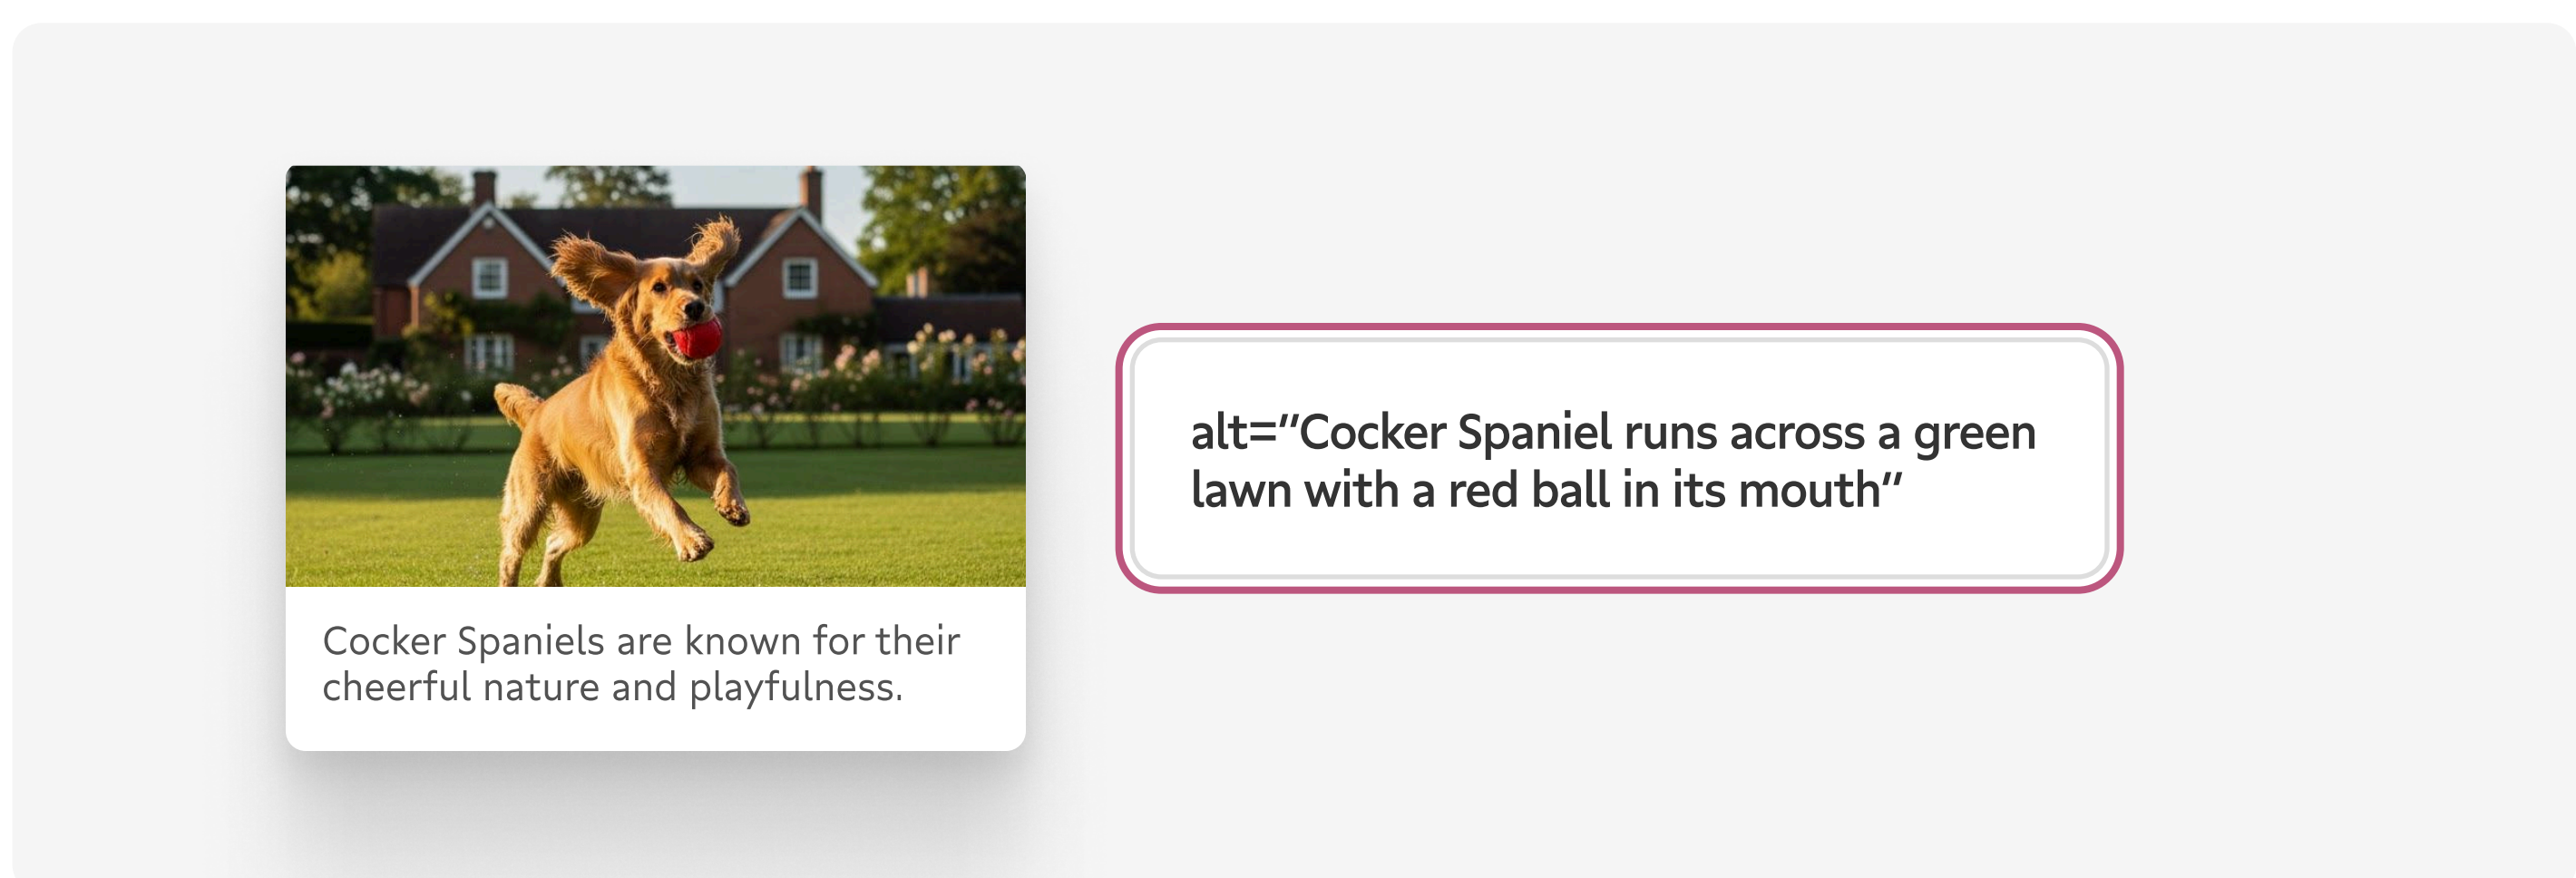 Cocker Spaniels are known for their
cheerful nature and playfulness.
alt=“Cocker Spaniel runs across a green
lawn with a red ball in its mouth“